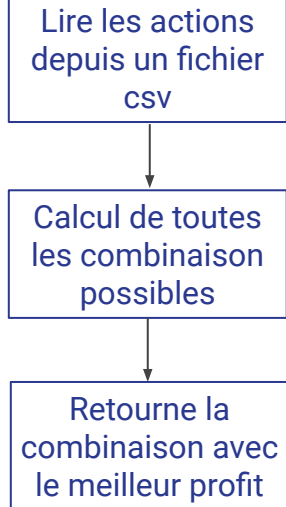 Lire les actions
depuis un fichier
csv
Calcul de toutes
les combinaison
possibles
Retourne la
combinaison avec
le meilleur profit